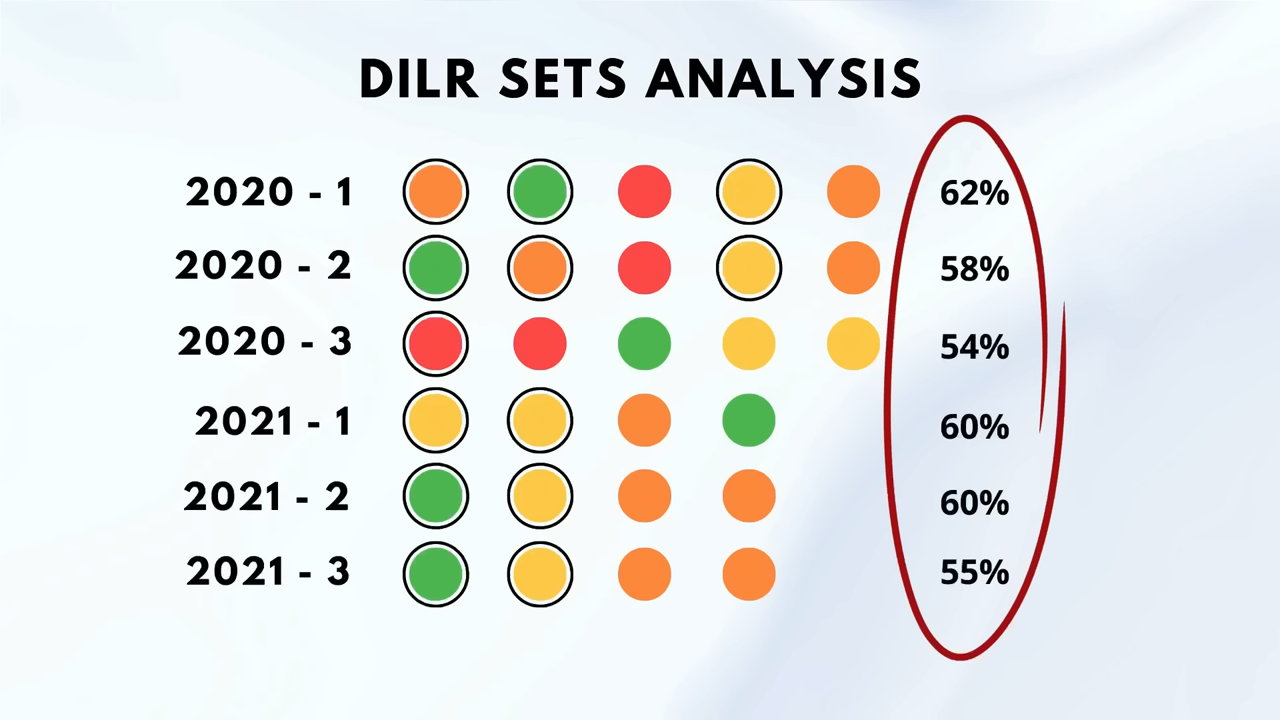 DILR SETS ANALYSIS
2020 - 1 62%
2020 - 2 58%
2020 - 3 54%
2021 - 1 60%
2021 - 2 60%
2021 - 3 55%